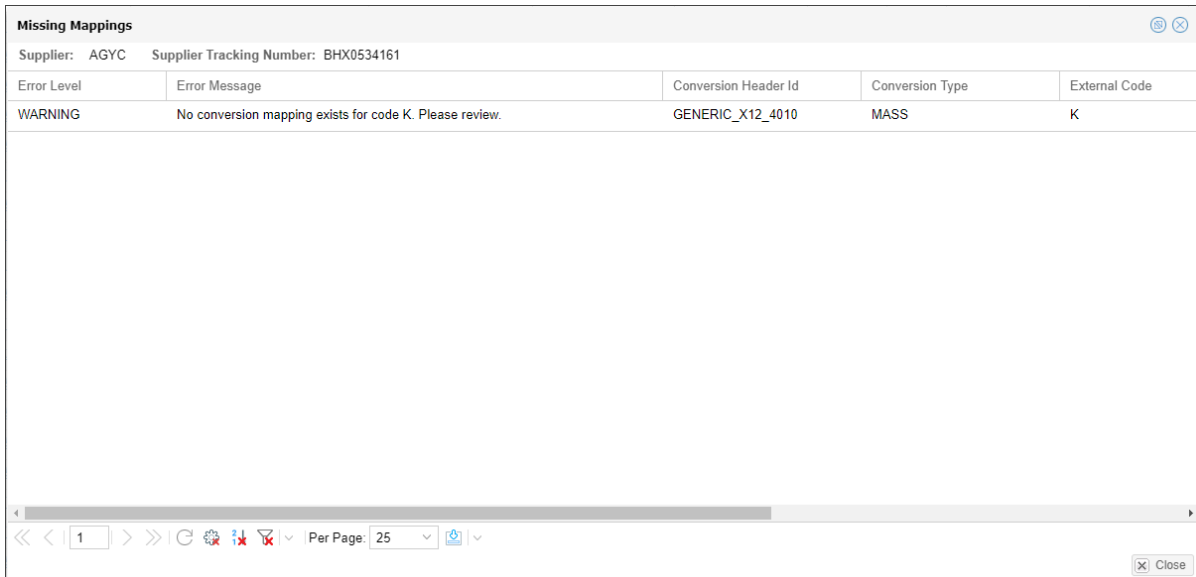 Missing Mappings
Supplier: AGYC Supplier Tracking Number: BHX0534161
Error Level Error Message Conversion Header Id Conversion Type External Code
WARNING No conversion mapping exists for code K. Please review. GENERIC_X12_4010 MASS K
1 Per Page: 25
Close